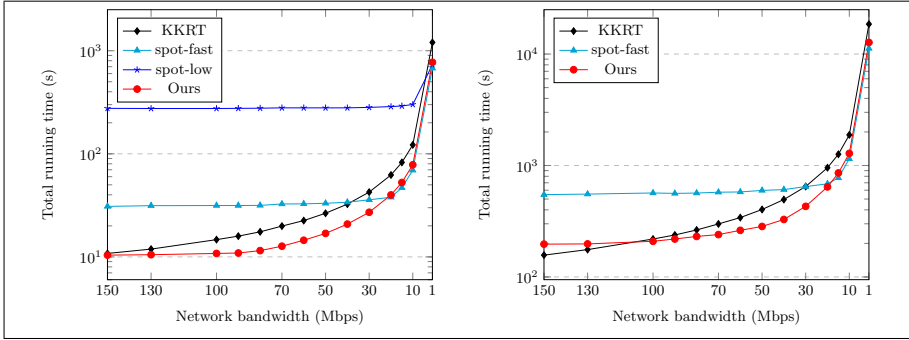 KKRT
spot-fast
spot-low
Ours
10^3
10^2
10^1
Total running time (s)
150
130
100
70
50
30
10
1
Network bandwidth (Mbps)
KKRT
spot-fast
Ours
10^4
10^3
10^2
Total running time (s)
150
130
100
70
50
30
10
1
Network bandwidth (Mbps)